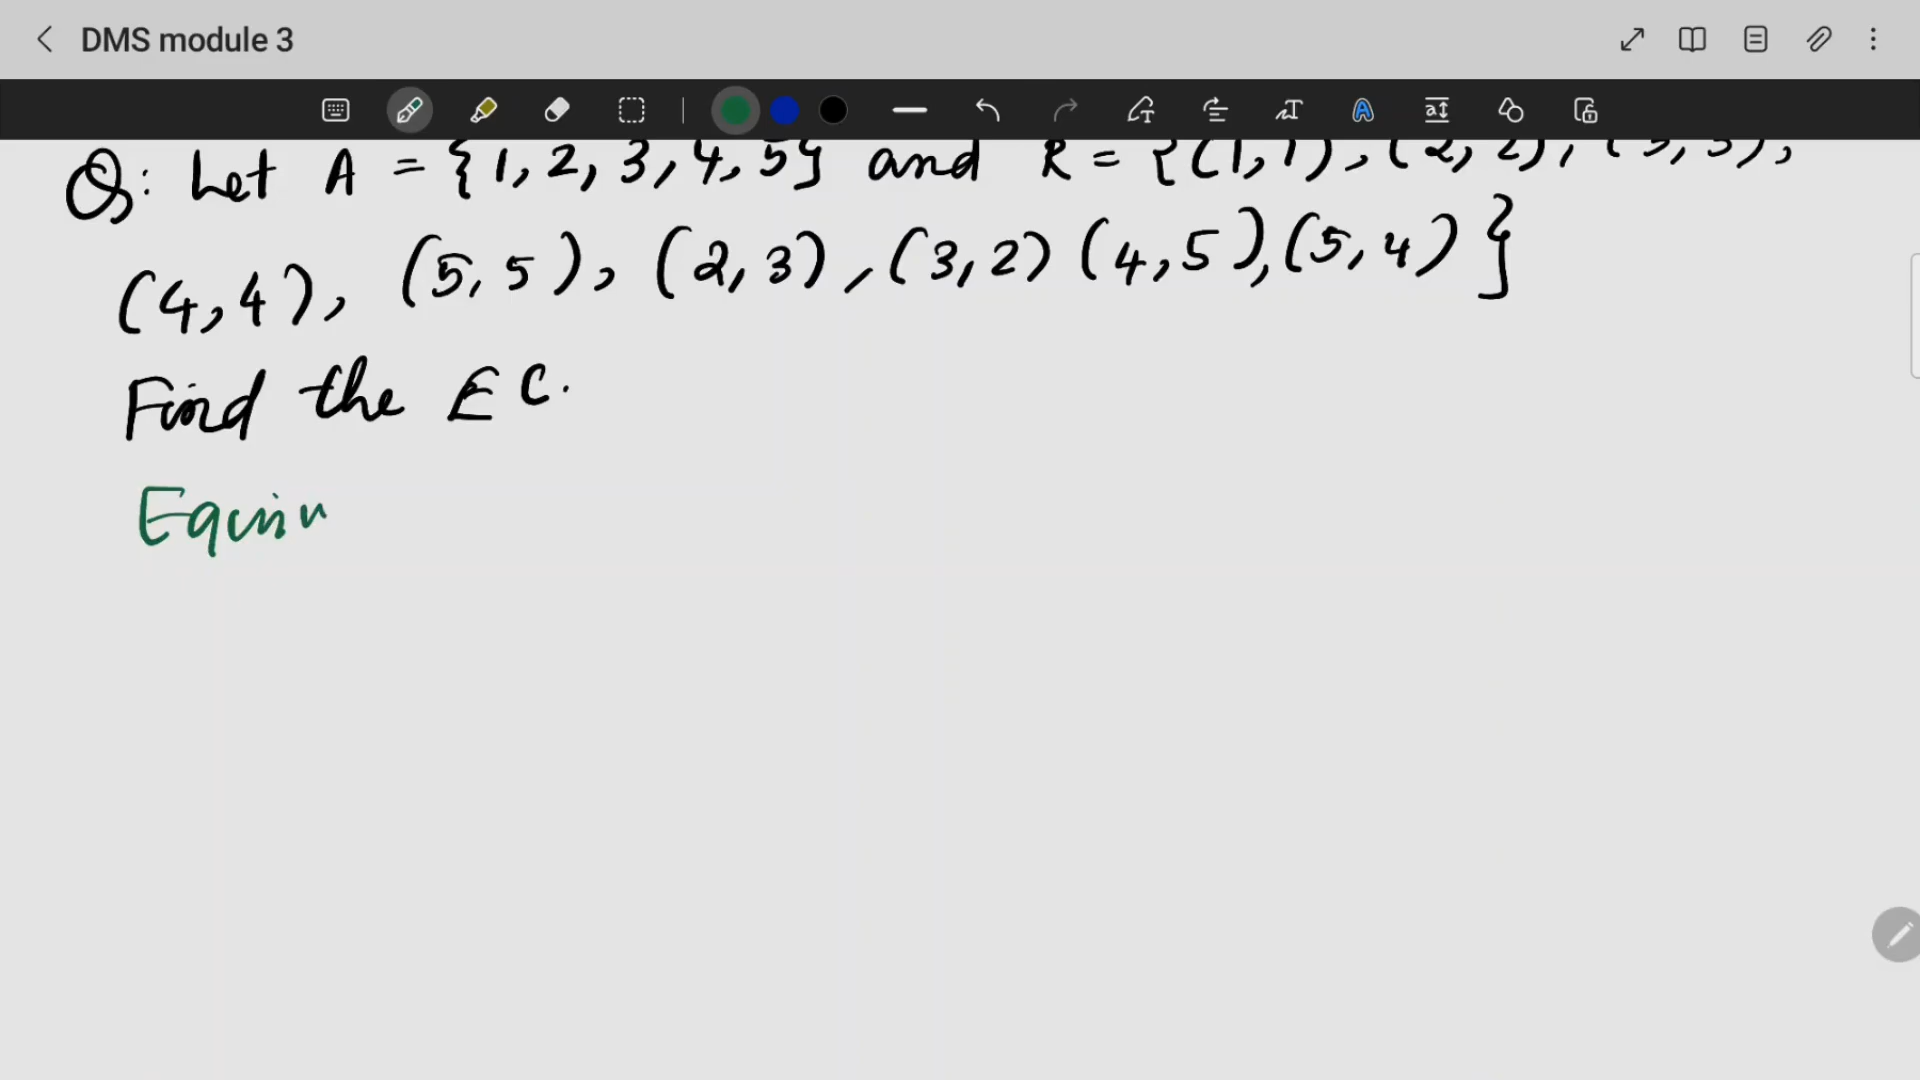 DMS module 3
Q: Let A = {1, 2, 3, 4, 5} and R = {(1, 1), (2, 2), (3, 3),
(4, 4), (5, 5), (2, 3), (3, 2) (4, 5), (5, 4) }
Find the EC.
Equiv